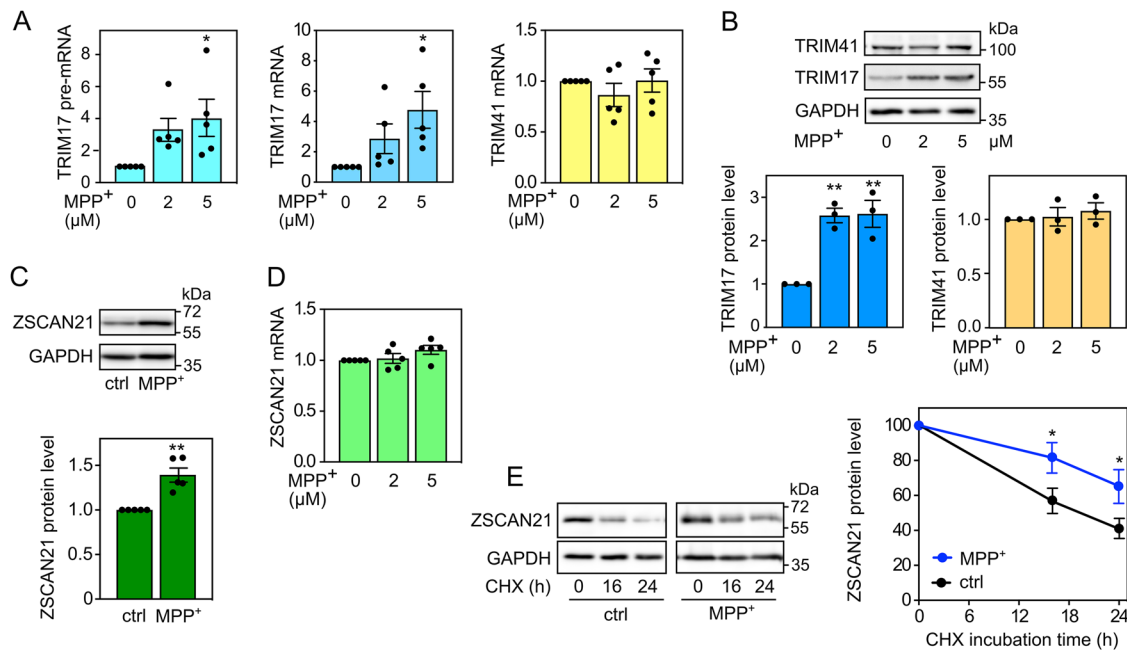 A
TRIM17 pre-mRNA
8
6
4
2
0
*
MPP+ 0 2 5
(µM)
TRIM17 mRNA
10
8
6
4
2
0
*
MPP+ 0 2 5
(µM)
TRIM41 mRNA
1.5
1.0
0.5
0.0
MPP+ 0 2 5
(µM)
B
kDa
TRIM41 100
TRIM17 55
GAPDH 35
MPP+ 0 2 5 µM
TRIM17 protein level
3
2
1
0
** **
MPP+ 0 2 5
(µM)
TRIM41 protein level
1.0
0.5
0.0
MPP+ 0 2 5
(µM)
C
kDa
72
ZSCAN21 55
GAPDH 35
ctrl MPP+
ZSCAN21 protein level
1.5
1.0
0.5
0
**
ctrl MPP+
D
ZSCAN21 mRNA
1.5
1.0
0.5
0.0
MPP+ 0 2 5
(µM)
E
kDa
72
ZSCAN21 55
GAPDH 35
CHX (h) 0 16 24 0 16 24
ctrl MPP+
ZSCAN21 protein level
100
80
60
40
20
0
*
*
MPP+
ctrl
0 6 12 18 24
CHX incubation time (h)